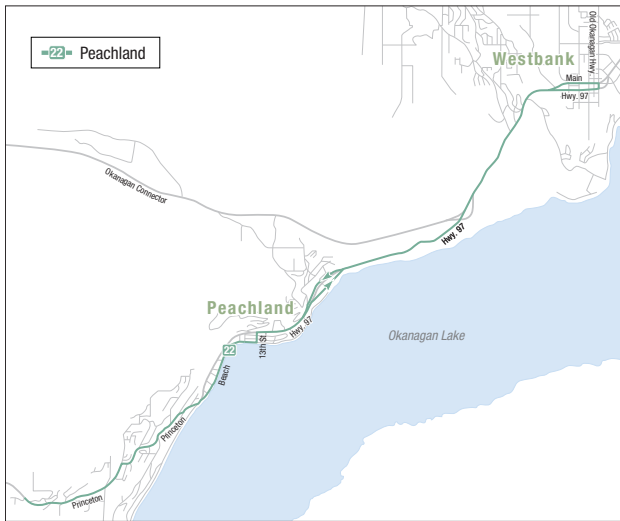 22 Peachland
Westbank
Old Okanagan Hwy.
Main
Hwy. 97
Okanagan Connector
Hwy. 97
Peachland
Hwy. 97
13th St.
22
Okanagan Lake
Beach
Princeton
Princeton